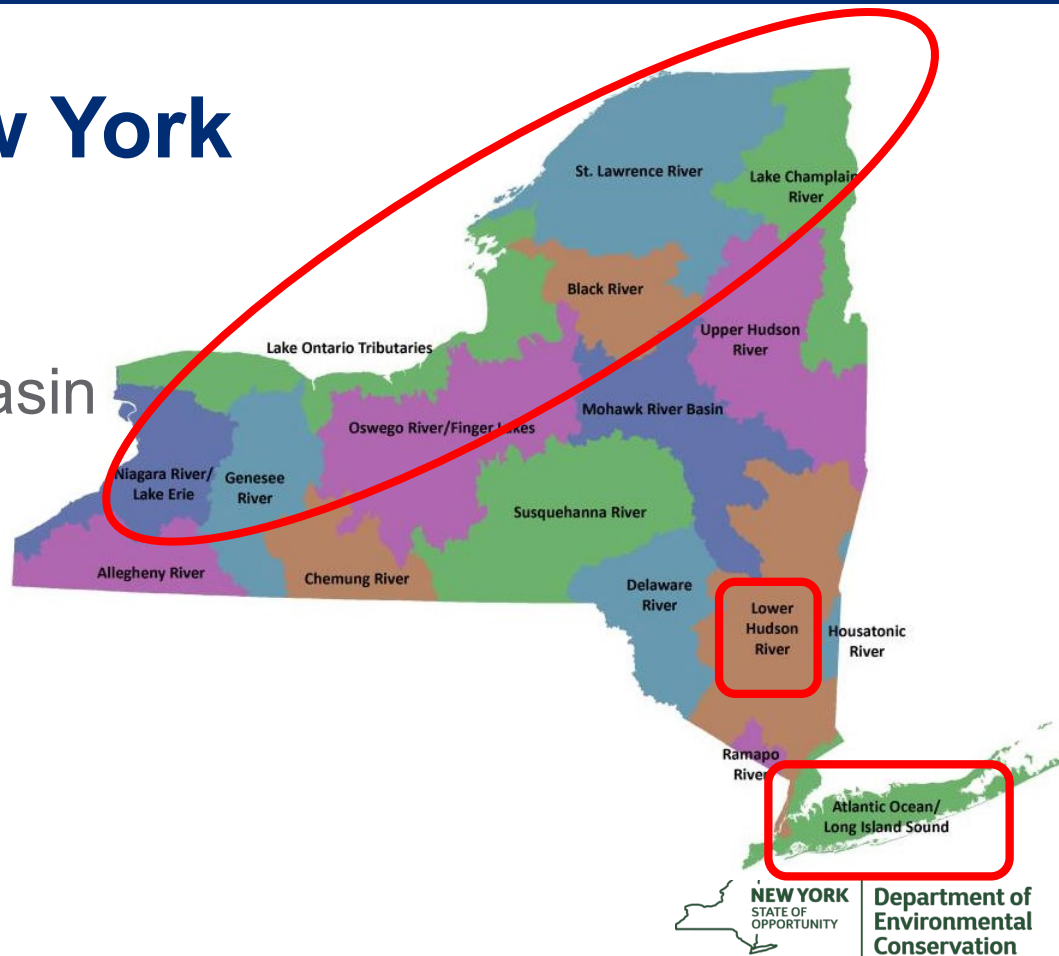 w York
St. Lawrence River
Lake Champlain
River
Black River
Upper Hudson
River
Lake Ontario Tributaries
asin
Mohawk River Basin
Oswego River/Finger Lakes
Niagara River/
Lake Erie
Genesee
River
Susquehanna River
Allegheny River
Chemung River
Delaware
River
Lower
Hudson
River
Housatonic
River
Ramapo
River
Atlantic Ocean/
Long Island Sound
NEW YORK
STATE OF
OPPORTUNITY
Department of
Environmental
Conservation